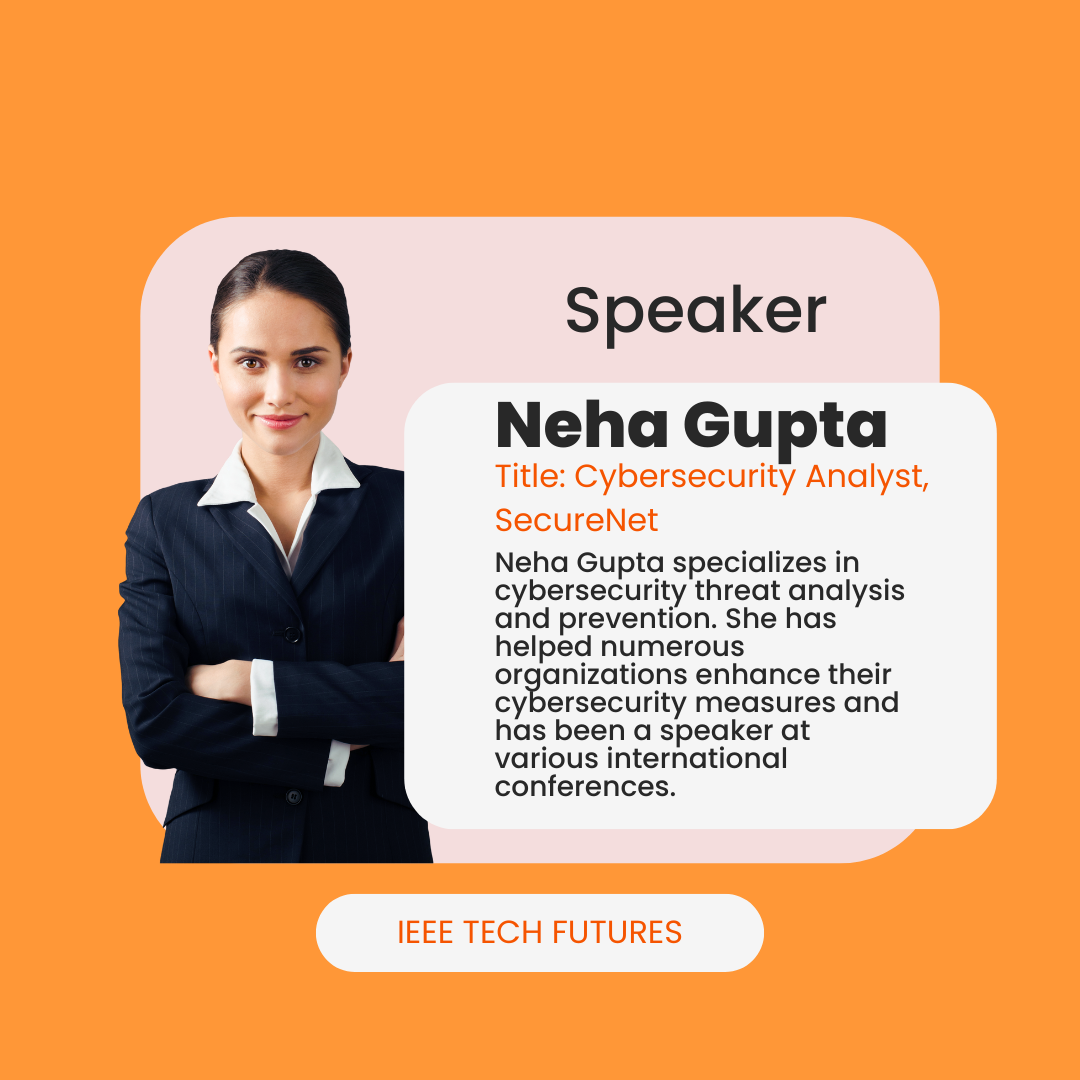 Speaker
Neha Gupta
Title: Cybersecurity Analyst,
SecureNet
Neha Gupta specializes in
cybersecurity threat analysis
and prevention. She has
helped numerous
organizations enhance their
cybersecurity measures and
has been a speaker at
various international
conferences.
IEEE TECH FUTURES